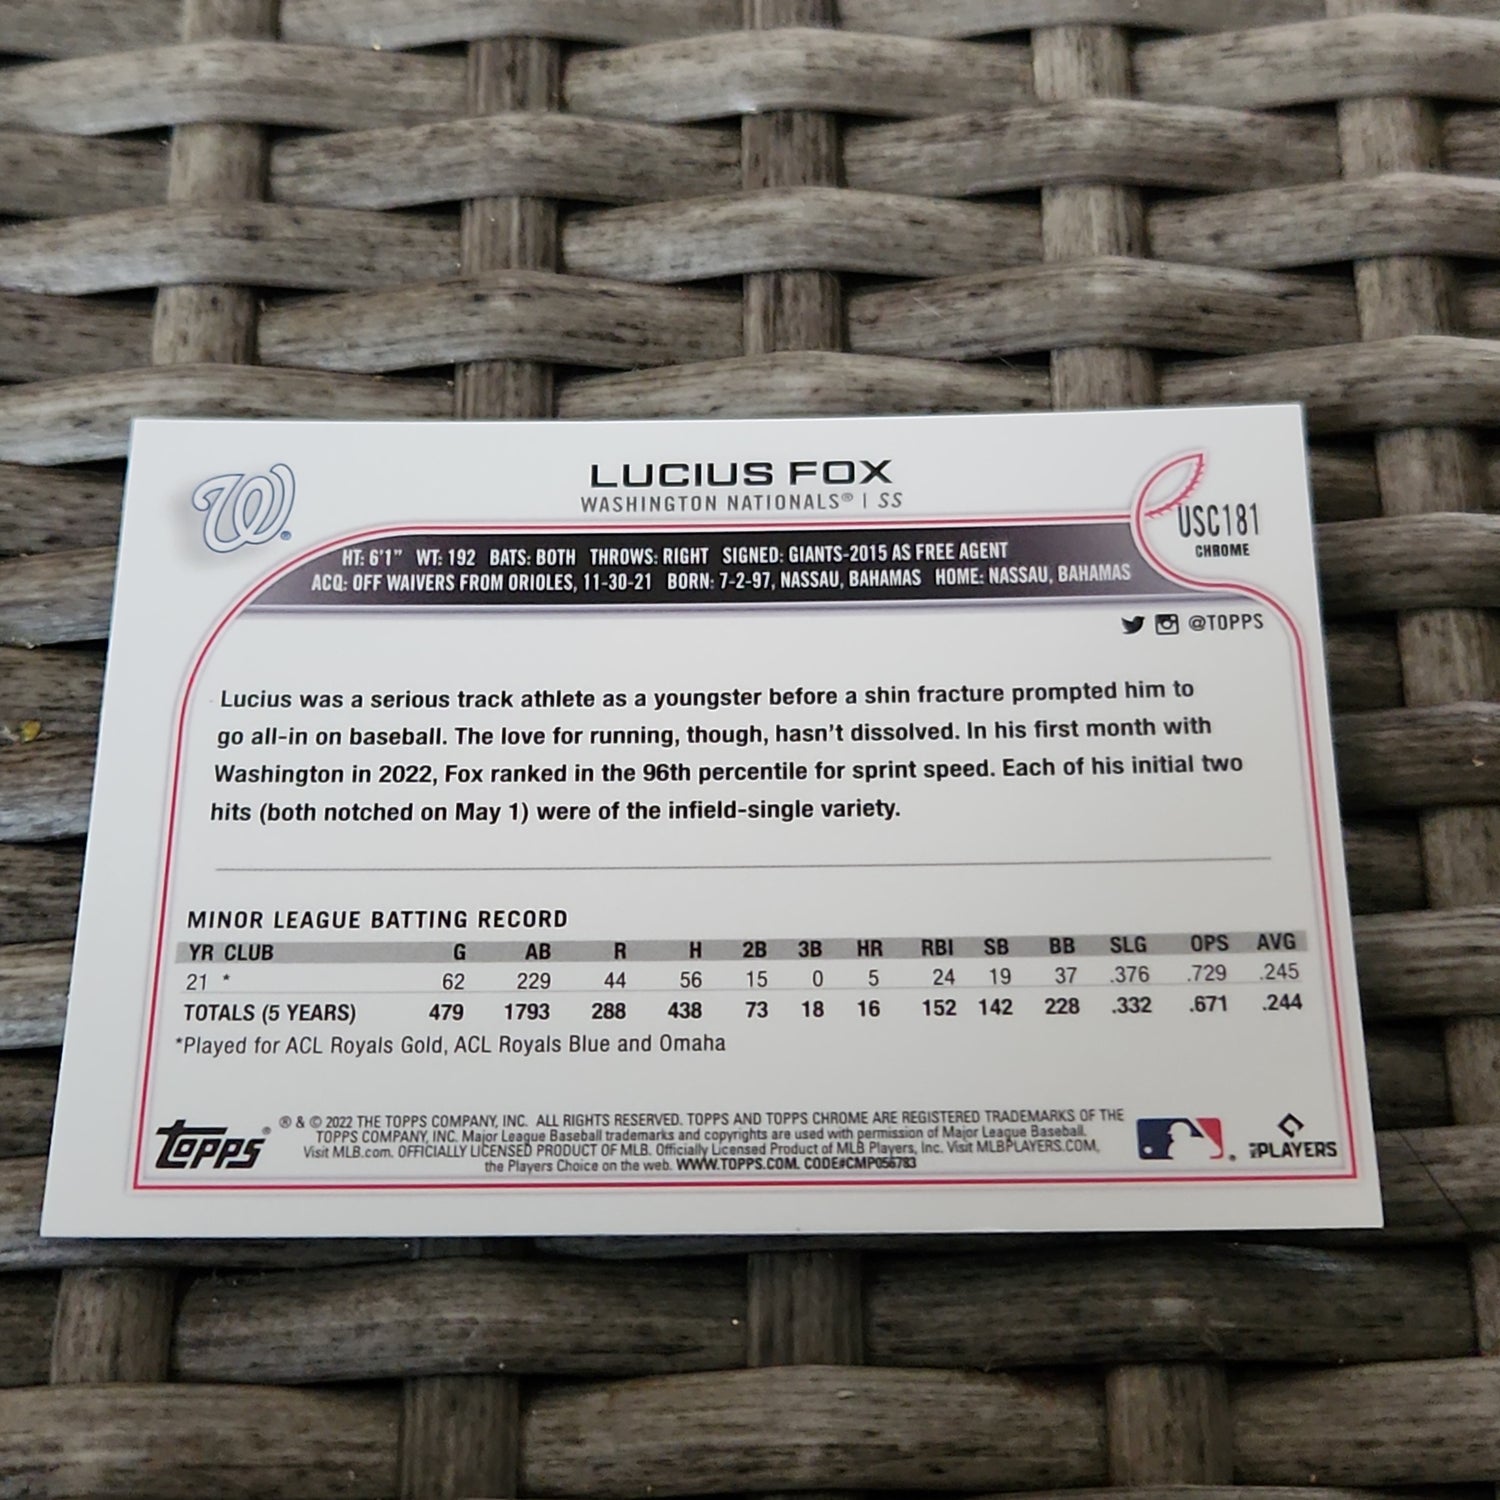 W®
LUCIUS FOX
WASHINGTON NATIONALS® | SS
USC181
CHROME
HT: 6'1" WT: 192 BATS: BOTH THROWS: RIGHT SIGNED: GIANTS-2015 AS FREE AGENT
ACQ: OFF WAIVERS FROM ORIOLES, 11-30-21 BORN: 7-2-97, NASSAU, BAHAMAS HOME: NASSAU, BAHAMAS
@TOPPS
Lucius was a serious track athlete as a youngster before a shin fracture prompted him to
go all-in on baseball. The love for running, though, hasn't dissolved. In his first month with
Washington in 2022, Fox ranked in the 96th percentile for sprint speed. Each of his initial two
hits (both notched on May 1) were of the infield-single variety.
MINOR LEAGUE BATTING RECORD
YR CLUB G AB R H 2B 3B HR RBI SB BB SLG OPS AVG
21 * 62 229 44 56 15 0 5 24 19 37 .376 .729 .245
TOTALS (5 YEARS) 479 1793 288 438 73 18 16 152 142 228 .332 .671 .244
*Played for ACL Royals Gold, ACL Royals Blue and Omaha
TOPPS®
® & © 2022 THE TOPPS COMPANY, INC. ALL RIGHTS RESERVED. TOPPS AND TOPPS CHROME ARE REGISTERED TRADEMARKS OF THE
TOPPS COMPANY, INC. Major League Baseball trademarks and copyrights are used with permission of Major League Baseball.
Visit MLB.com. OFFICIALLY LICENSED PRODUCT OF MLB. Officially Licensed Product of MLB Players, Inc. Visit MLBPLAYERS.COM,
the Players Choice on the web. WWW.TOPPS.COM. CODE#CMP056783
MLB PLAYERS